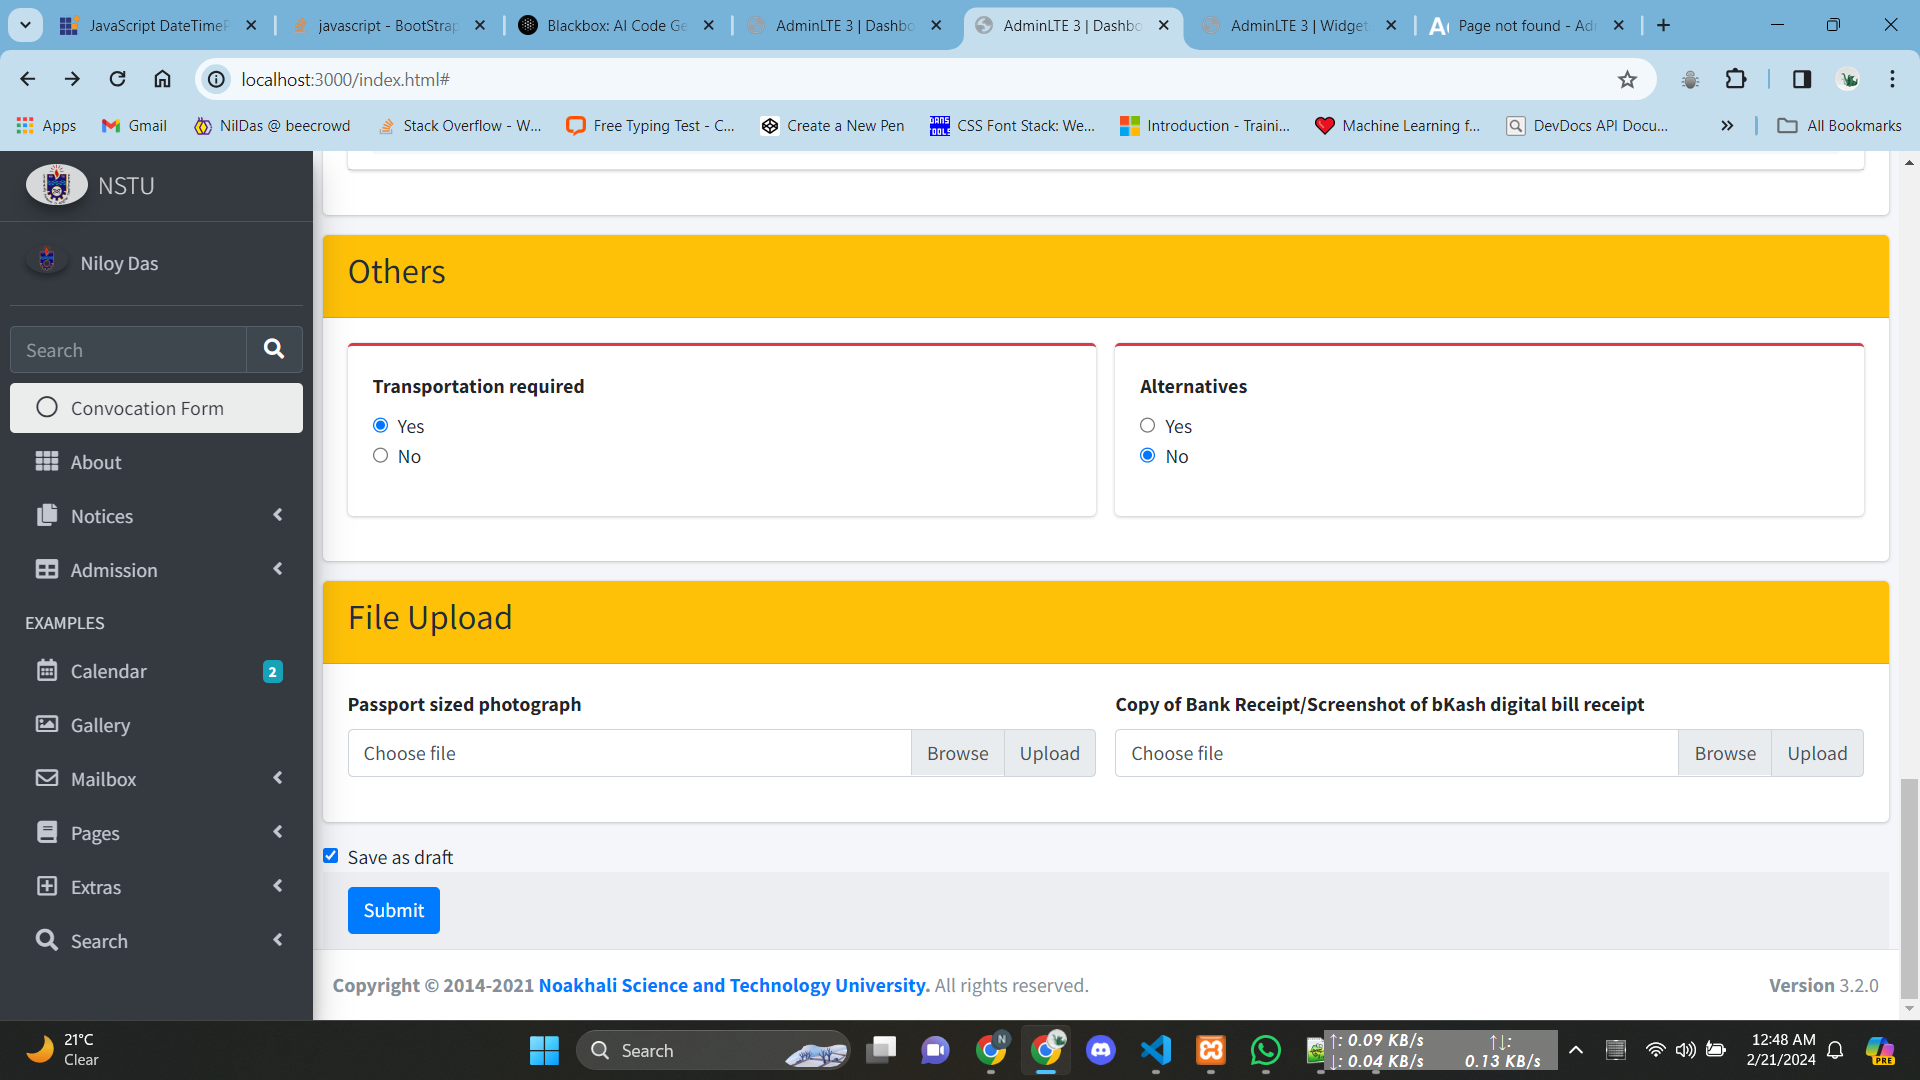 JavaScript DateTimeP
javascript - BootStrap
Blackbox: AI Code Ge
AdminLTE 3 | Dashbo
AdminLTE 3 | Dashbo
AdminLTE 3 | Widget
Page not found - Adm
localhost:3000/index.html#
Apps
Gmail
NilDas @ beecrowd
Stack Overflow - W...
Free Typing Test - C...
Create a New Pen
CSS Font Stack: We...
Introduction - Traini...
Machine Learning f...
DevDocs API Docu...
All Bookmarks
NSTU
Niloy Das
Search
Convocation Form
About
Notices
Admission
EXAMPLES
Calendar 2
Gallery
Mailbox
Pages
Extras
Search
Others
Transportation required
Yes
No
Alternatives
Yes
No
File Upload
Passport sized photograph
Choose file Browse Upload
Copy of Bank Receipt/Screenshot of bKash digital bill receipt
Choose file Browse Upload
Save as draft
Submit
Copyright © 2014-2021 Noakhali Science and Technology University. All rights reserved.
Version 3.2.0
21°C
Clear
Search
N
↑: 0.09 KB/s ↑↓:
↓: 0.04 KB/s 0.13 KB/s
12:48 AM
2/21/2024
PRE